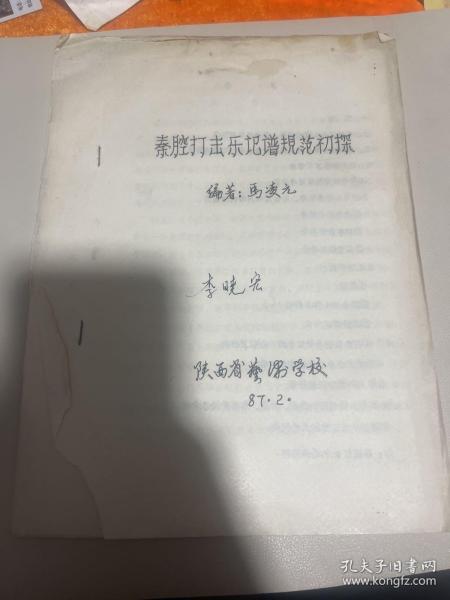 秦腔打击乐记谱规范初探
编著：马凌元
李晓宏
陕西省艺术学校
87.2.
孔夫子旧书网
www.kongfz.com